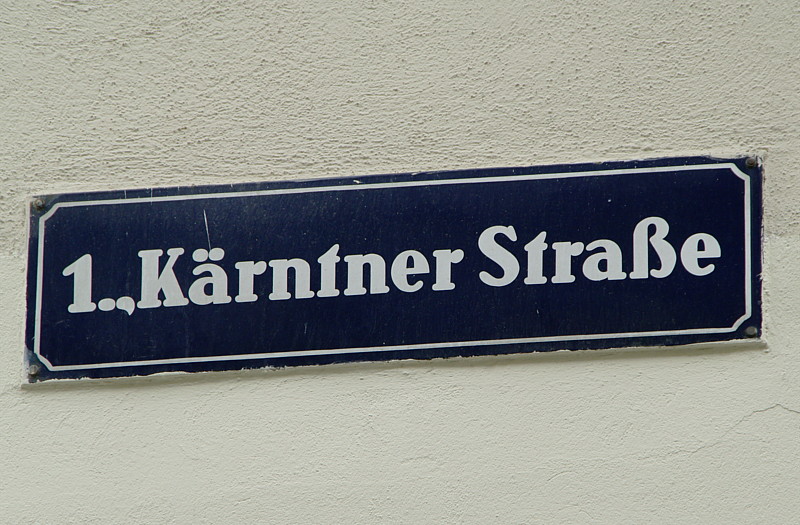 1., Kärntner Straße